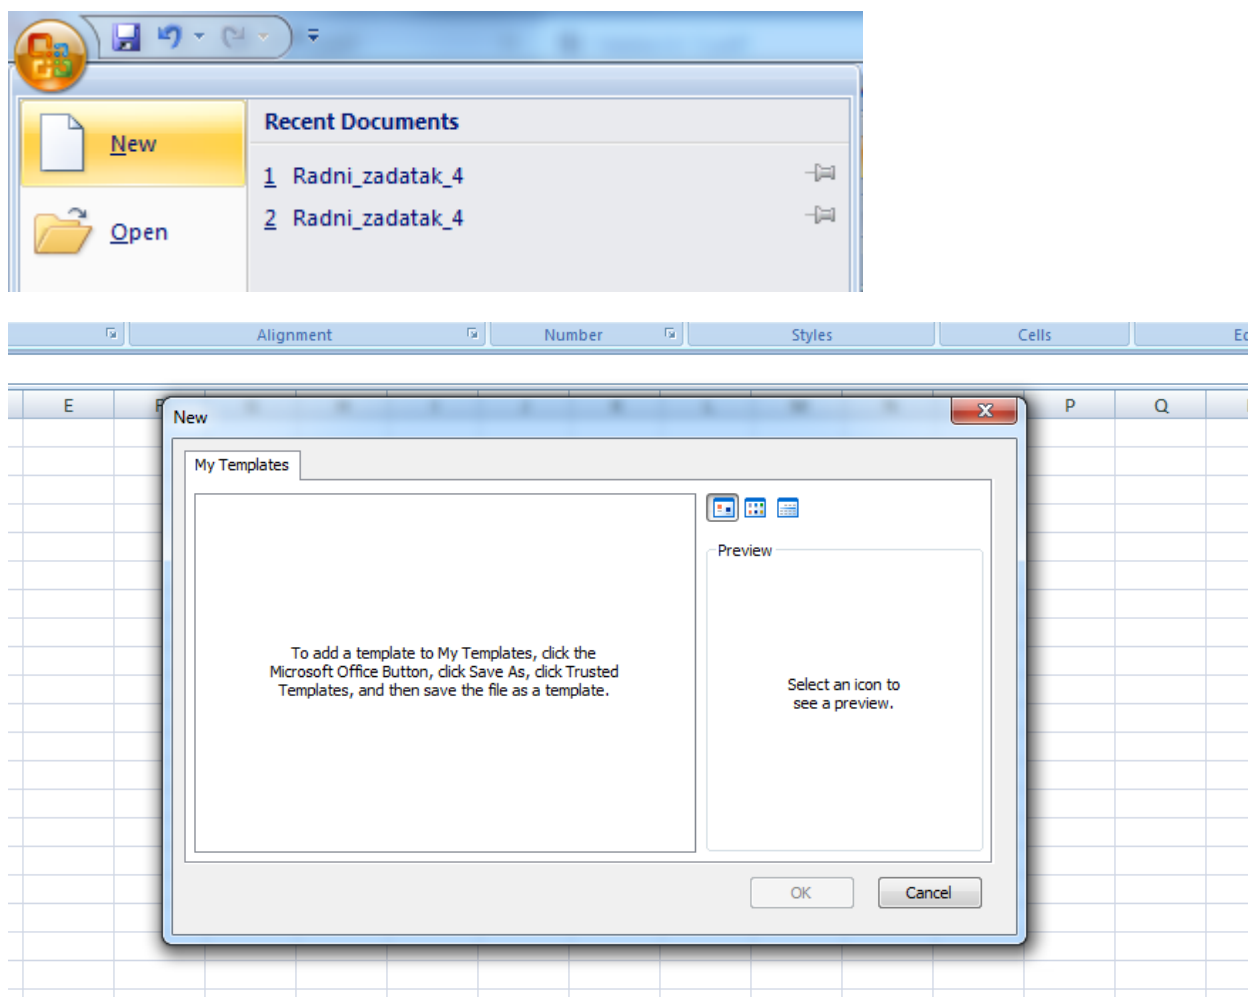 Recent Documents
New
1 Radni_zadatak_4
2 Radni_zadatak_4
Open
Alignment Number Styles Cells
E P Q
New
My Templates
Preview
To add a template to My Templates, click the
Microsoft Office Button, click Save As, click Trusted
Templates, and then save the file as a template.
Select an icon to
see a preview.
OK Cancel